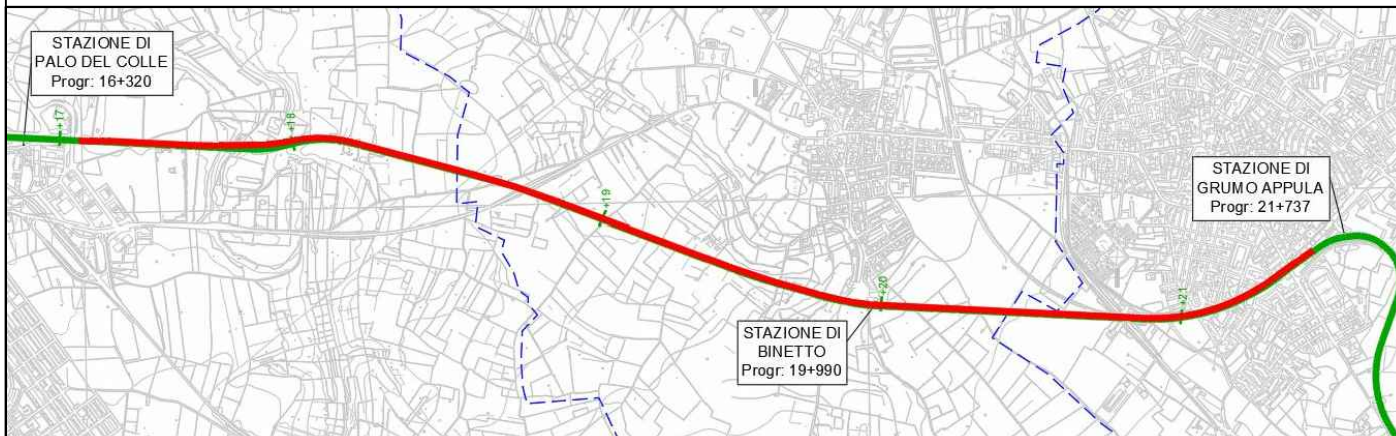 STAZIONE DI
PALO DEL COLLE
Progr: 16+320
+17
+18
+19
+20
+21
STAZIONE DI
BINETTO
Progr: 19+990
STAZIONE DI
GRUMO APPULA
Progr: 21+737